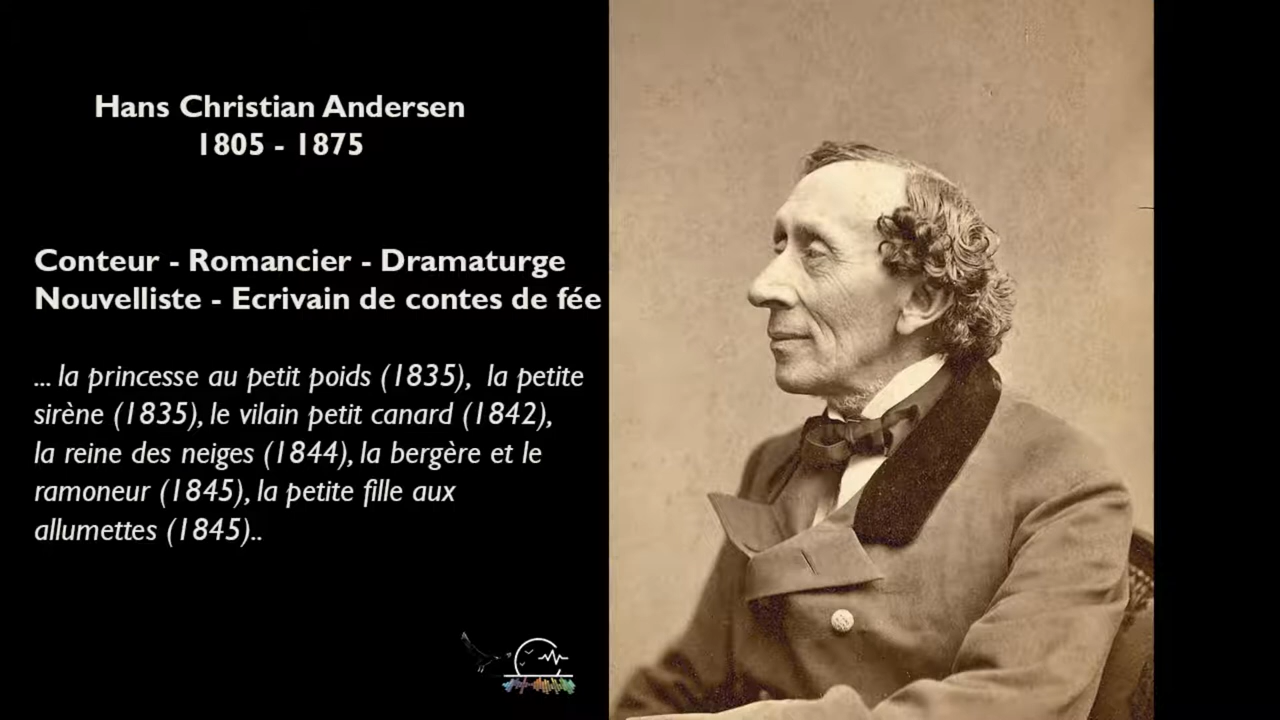 Hans Christian Andersen
1805 - 1875
Conteur - Romancier - Dramaturge
Nouvelliste - Ecrivain de contes de fée
... la princesse au petit poids (1835), la petite
sirène (1835), le vilain petit canard (1842),
la reine des neiges (1844), la bergère et le
ramoneur (1845), la petite fille aux
allumettes (1845)..